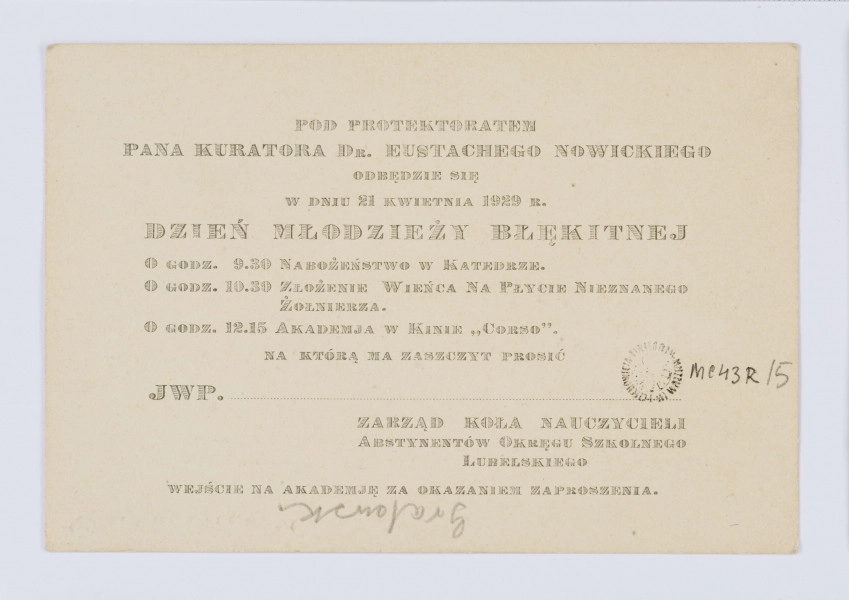 POD PROTEKTORATEM
PANA KURATORA DR. EUSTACHEGO NOWICKIEGO
ODBĘDZIE SIĘ
W DNIU 21 KWIETNIA 1929 R.
DZIEŃ MŁODZIEŻY BŁĘKITNEJ
O GODZ. 9.30 NABOŻEŃSTWO W KATEDRZE.
O GODZ. 10.30 ZŁOŻENIE WIEŃCA NA PŁYCIE NIEZNANEGO
ŻOŁNIERZA.
O GODZ. 12.15 AKADEMJA W KINIE „CORSO”.
NA KTÓRĄ MA ZASZCZYT PROSIĆ
JWP.
MC43R/5
ZARZĄD KOŁA NAUCZYCIELI
ABSTYNENTÓW OKRĘGU SZKOLNEGO
LUBELSKIEGO
WEJŚCIE NA AKADEMJĘ ZA OKAZANIEM ZAPROSZENIA.